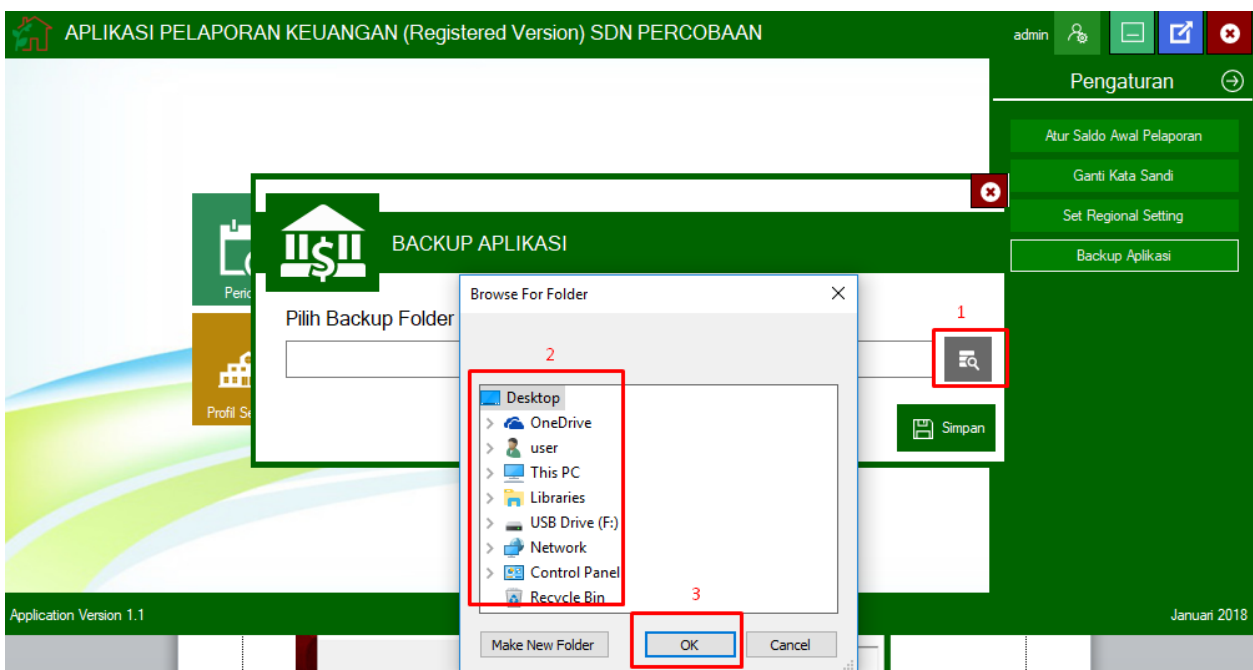 APLIKASI PELAPORAN KEUANGAN (Registered Version) SDN PERCOBAAN
admin
Pengaturan
Atur Saldo Awal Pelaporan
Ganti Kata Sandi
Set Regional Setting
Backup Aplikasi
BACKUP APLIKASI
Pilih Backup Folder
1
Simpan
Browse For Folder
2
Desktop
OneDrive
user
This PC
Libraries
USB Drive (F:)
Network
Control Panel
Recycle Bin
3
Make New Folder
OK
Cancel
Profil
Application Version 1.1
Januari 2018